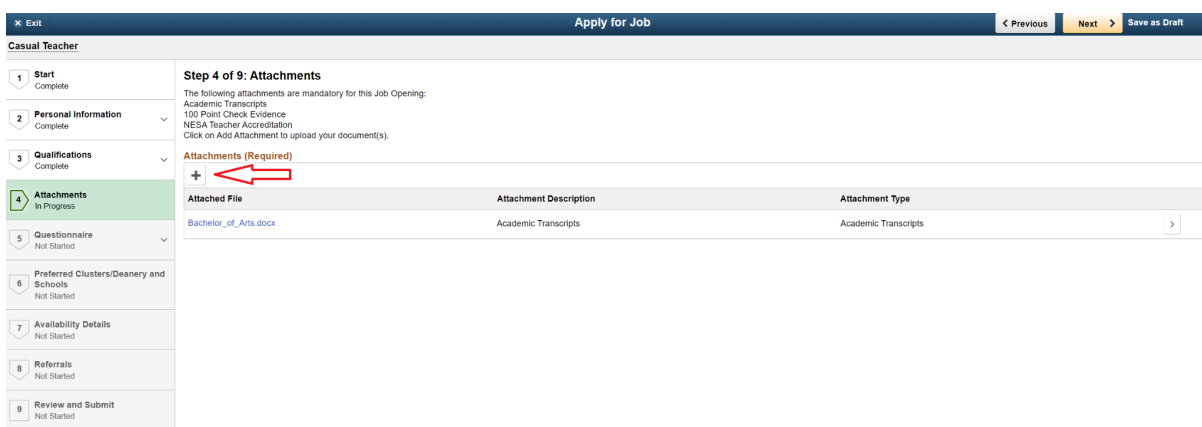 × Exit
Apply for Job
Previous
Next
Save as Draft
Casual Teacher
1
Start
Complete
2
Personal Information
Complete
3
Qualifications
Complete
4
Attachments
In Progress
5
Questionnaire
Not Started
6
Preferred Clusters/Deanery and
Schools
Not Started
7
Availability Details
Not Started
8
Referrals
Not Started
9
Review and Submit
Not Started
Step 4 of 9: Attachments
The following attachments are mandatory for this Job Opening:
Academic Transcripts
100 Point Check Evidence
NESA Teacher Accreditation
Click on Add Attachment to upload your document(s).
Attachments (Required)
+
Attached File Attachment Description Attachment Type
Bachelor_of_Arts.docx Academic Transcripts Academic Transcripts